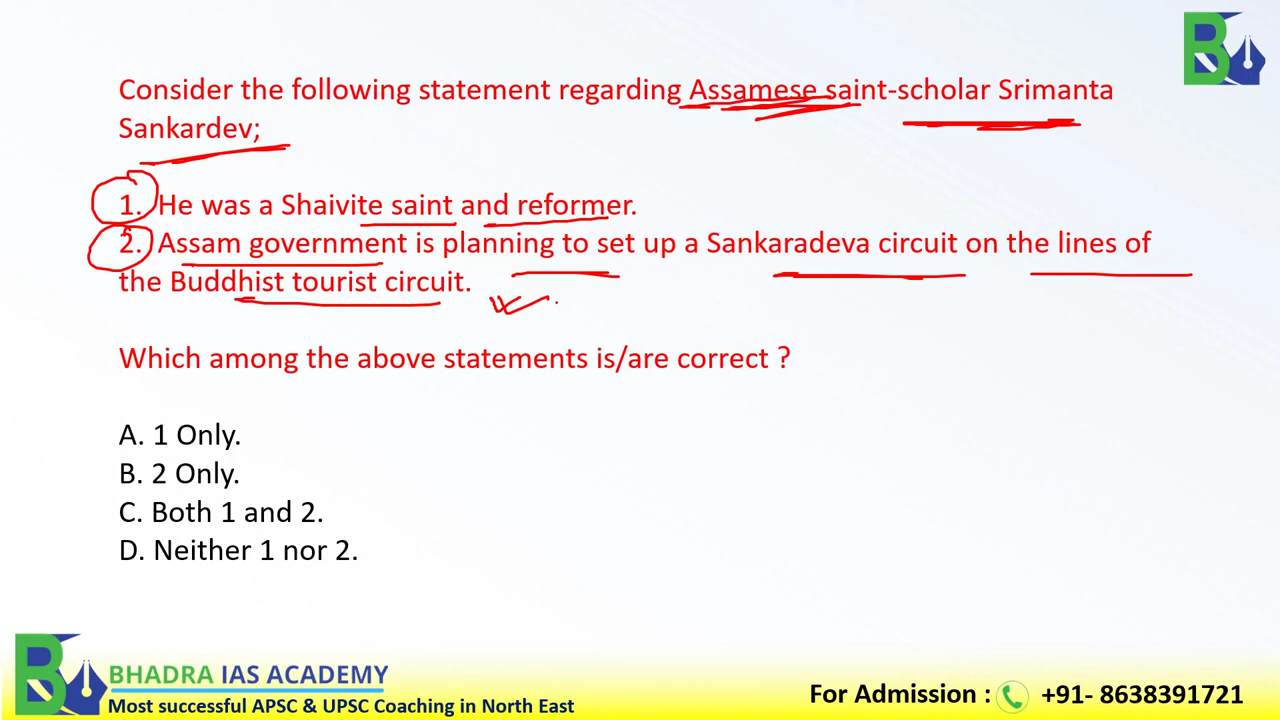 Consider the following statement regarding Assamese saint-scholar Srimanta
Sankardev;
1. He was a Shaivite saint and reformer.
2. Assam government is planning to set up a Sankaradeva circuit on the lines of
the Buddhist tourist circuit.
Which among the above statements is/are correct ?
A. 1 Only.
B. 2 Only.
C. Both 1 and 2.
D. Neither 1 nor 2.
BHADRA IAS ACADEMY
Most successful APSC & UPSC Coaching in North East
For Admission : +91- 8638391721